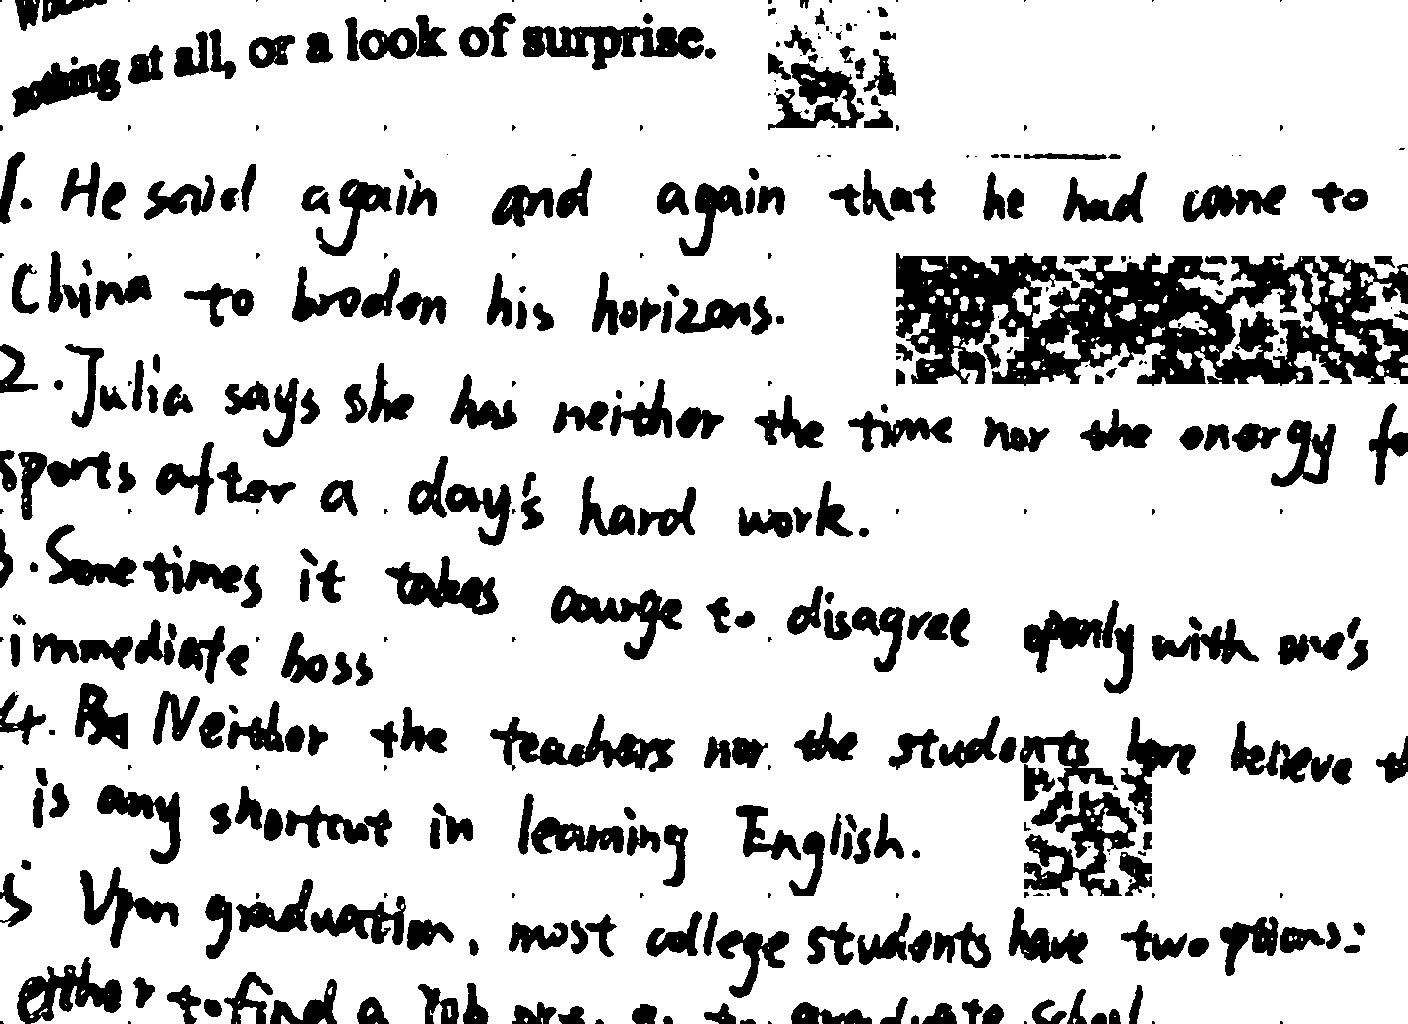 nothing at all, or a look of surprise.
1. He said again and again that he had come to
China to broden his horizons.
2. Julia says she has neither the time nor the energy fo
sports after a day's hard work.
3. Sometimes it takes courge to disagree openly with one's
immediate boss
4. Neither the teachers nor the students here believe th
is any shortcut in learning English.
5 Upon graduation, most college students have two options:
either to find a job or to graduate school